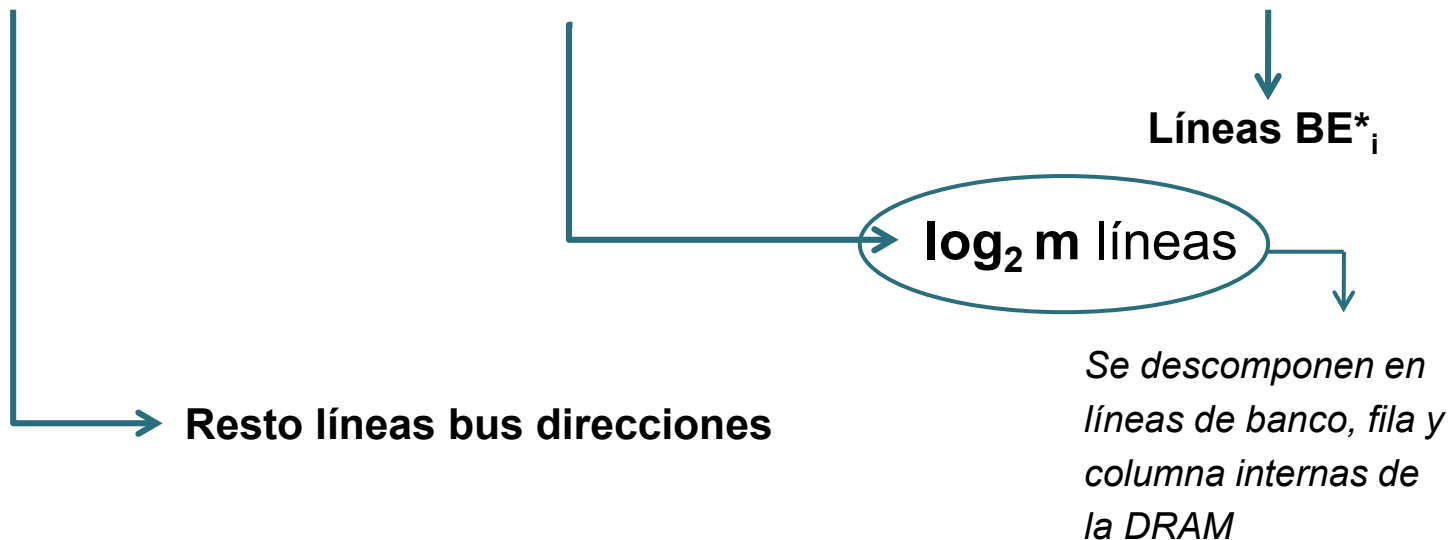 Líneas BE*i
log2 m líneas
Resto líneas bus direcciones
Se descomponen en
líneas de banco, fila y
columna internas de
la DRAM